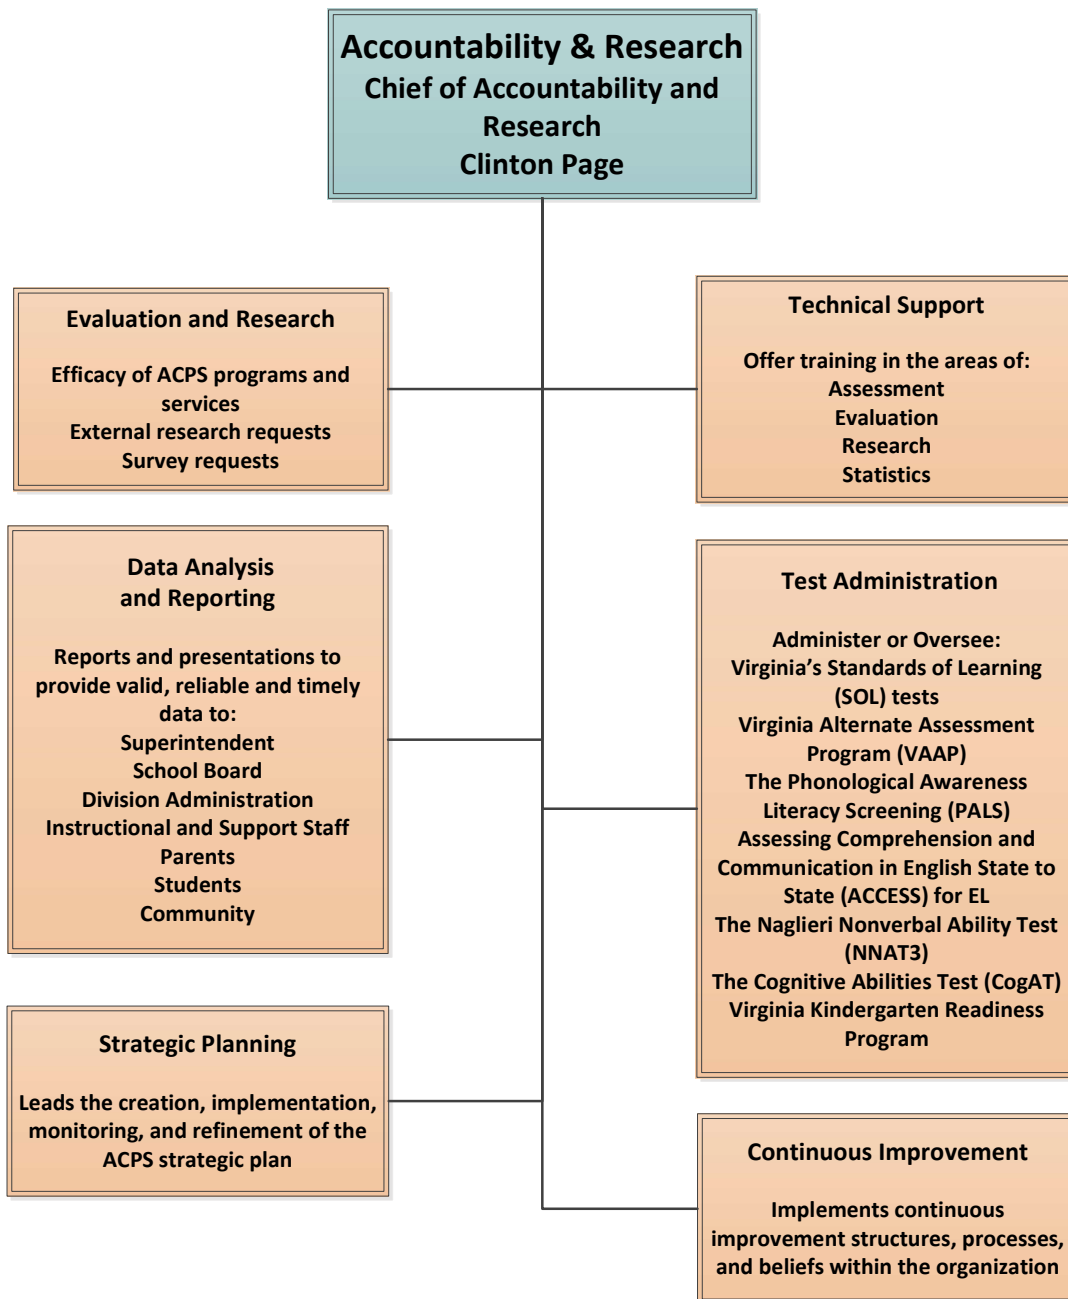 Accountability & Research
Chief of Accountability and
Research
Clinton Page
Evaluation and Research
Efficacy of ACPS programs and
services
External research requests
Survey requests
Technical Support
Offer training in the areas of:
Assessment
Evaluation
Research
Statistics
Data Analysis
and Reporting
Reports and presentations to
provide valid, reliable and timely
data to:
Superintendent
School Board
Division Administration
Instructional and Support Staff
Parents
Students
Community
Test Administration
Administer or Oversee:
Virginia’s Standards of Learning
(SOL) tests
Virginia Alternate Assessment
Program (VAAP)
The Phonological Awareness
Literacy Screening (PALS)
Assessing Comprehension and
Communication in English State to
State (ACCESS) for EL
The Naglieri Nonverbal Ability Test
(NNAT3)
The Cognitive Abilities Test (CogAT)
Virginia Kindergarten Readiness
Program
Strategic Planning
Leads the creation, implementation,
monitoring, and refinement of the
ACPS strategic plan
Continuous Improvement
Implements continuous
improvement structures, processes,
and beliefs within the organization